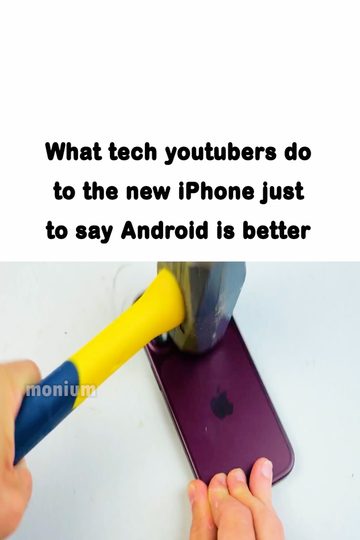 What tech youtubers do
to the new iPhone just
to say Android is better
monium